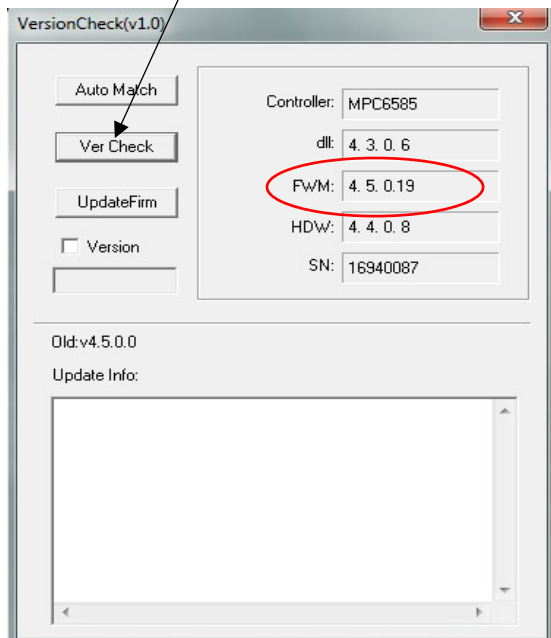 VersionCheck(v1.0)
Auto Match
Ver Check
UpdateFirm
Version
Controller: MPC6585
dll: 4. 3. 0. 6
FWM: 4. 5. 0.19
HDW: 4. 4. 0. 8
SN: 16940087
Old:v4.5.0.0
Update Info: